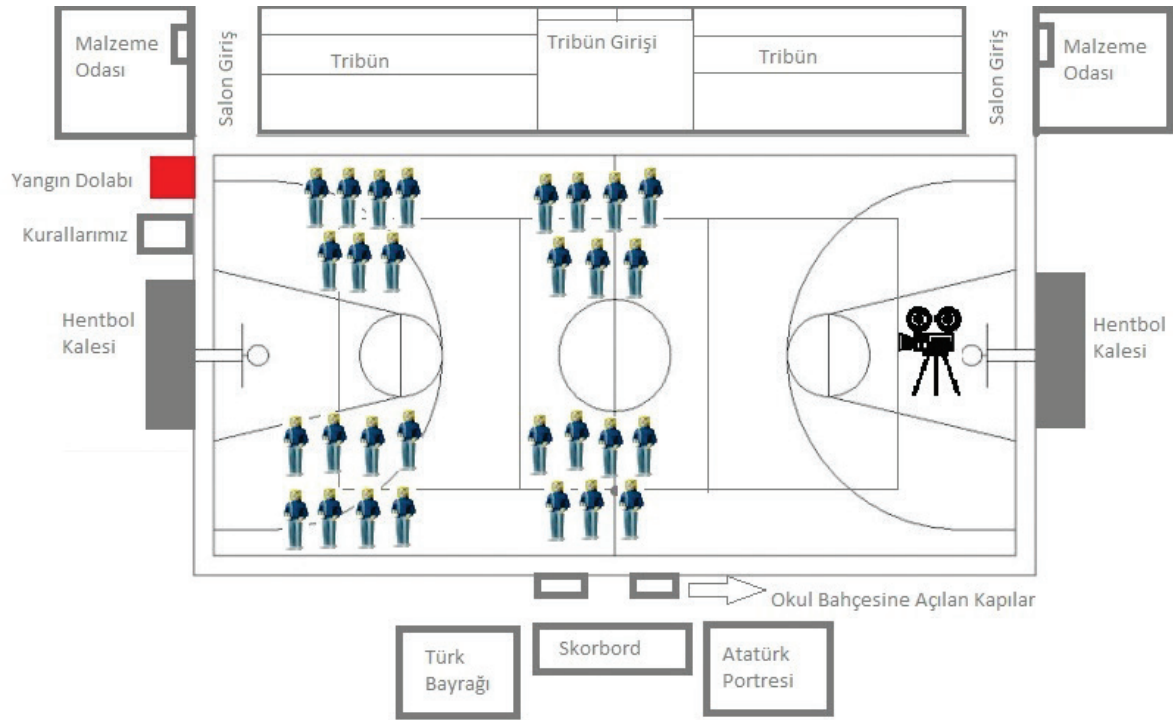 Malzeme
Odası
Salon Giriş
Tribün
Tribün Girişi
Tribün
Salon Giriş
Malzeme
Odası
Yangın Dolabı
Kurallarımız
Hentbol
Kalesi
Hentbol
Kalesi
Okul Bahçesine Açılan Kapılar
Türk
Bayrağı
Skorbord
Atatürk
Portresi